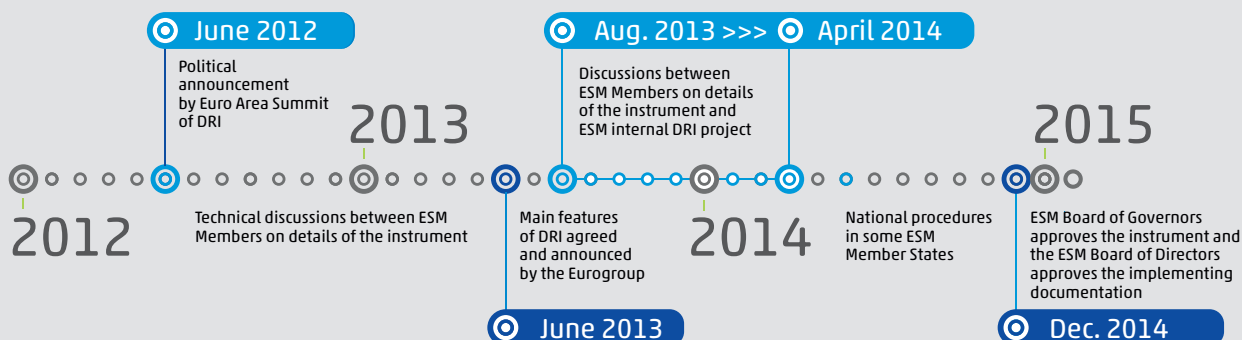 June 2012
Political
announcement
by Euro Area Summit
of DRI
Aug. 2013 >>> April 2014
Discussions between
ESM Members on details
of the instrument and
ESM internal DRI project
2013
2015
2012
Technical discussions between ESM
Members on details of the instrument
Main features
of DRI agreed
and announced
by the Eurogroup
2014
National procedures
in some ESM
Member States
ESM Board of Governors
approves the instrument and
the ESM Board of Directors
approves the implementing
documentation
June 2013
Dec. 2014